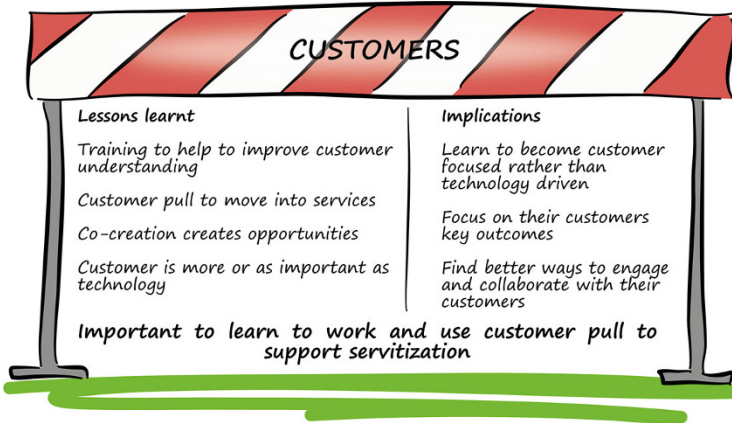 CUSTOMERS
Lessons learnt
Training to help to improve customer
understanding
Customer pull to move into services
Co-creation creates opportunities
Customer is more or as important as
technology
Implications
Learn to become customer
focused rather than
technology driven
Focus on their customers
key outcomes
Find better ways to engage
and collaborate with their
customers
Important to learn to work and use customer pull to
support servitization